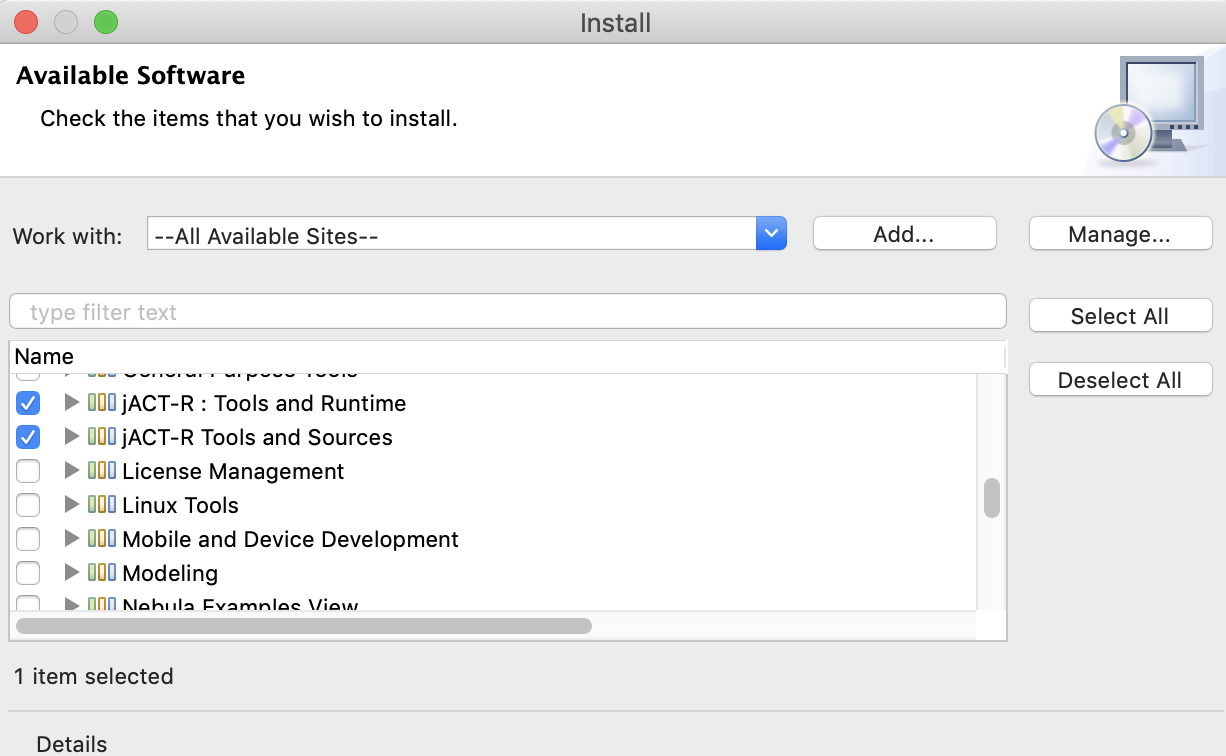 Install
Available Software
Check the items that you wish to install.
Work with: --All Available Sites-- Add... Manage...
type filter text
Select All
Name
Deselect All
General Purpose Tools
jACT-R : Tools and Runtime
jACT-R Tools and Sources
License Management
Linux Tools
Mobile and Device Development
Modeling
Nebula Examples View
1 item selected
Details